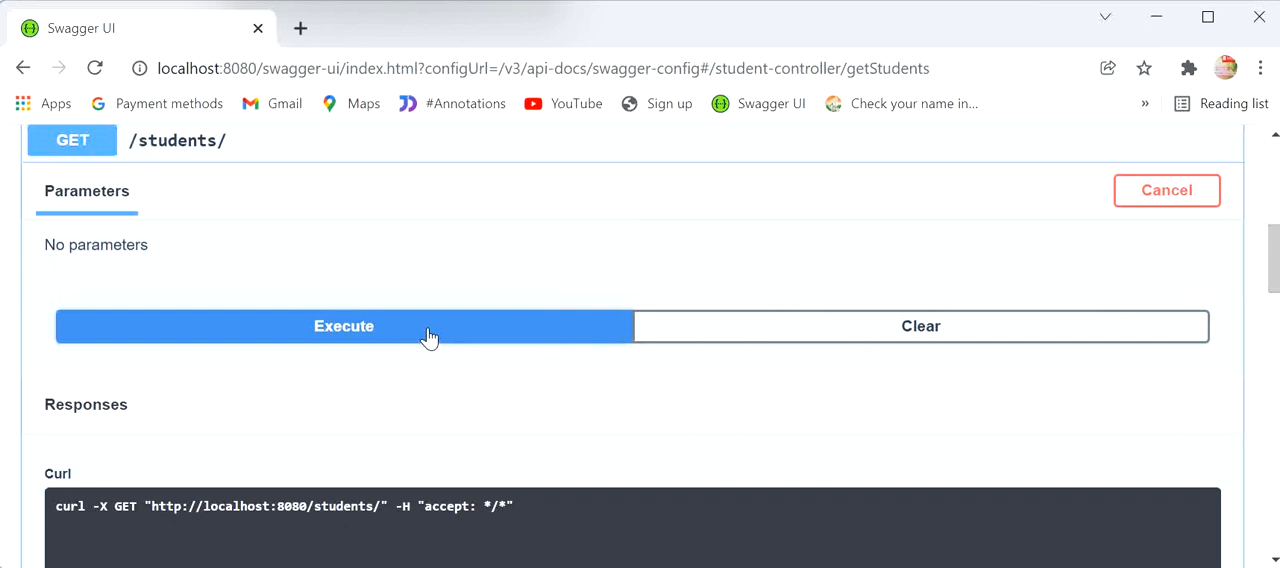 Swagger UI
localhost:8080/swagger-ui/index.html?configUrl=/v3/api-docs/swagger-config#/student-controller/getStudents
Apps Payment methods Gmail Maps #Annotations YouTube Sign up Swagger UI Check your name in... » Reading list
GET /students/
Parameters Cancel
No parameters
Execute Clear
Responses
Curl
curl -X GET "http://localhost:8080/students/" -H "accept: */*"